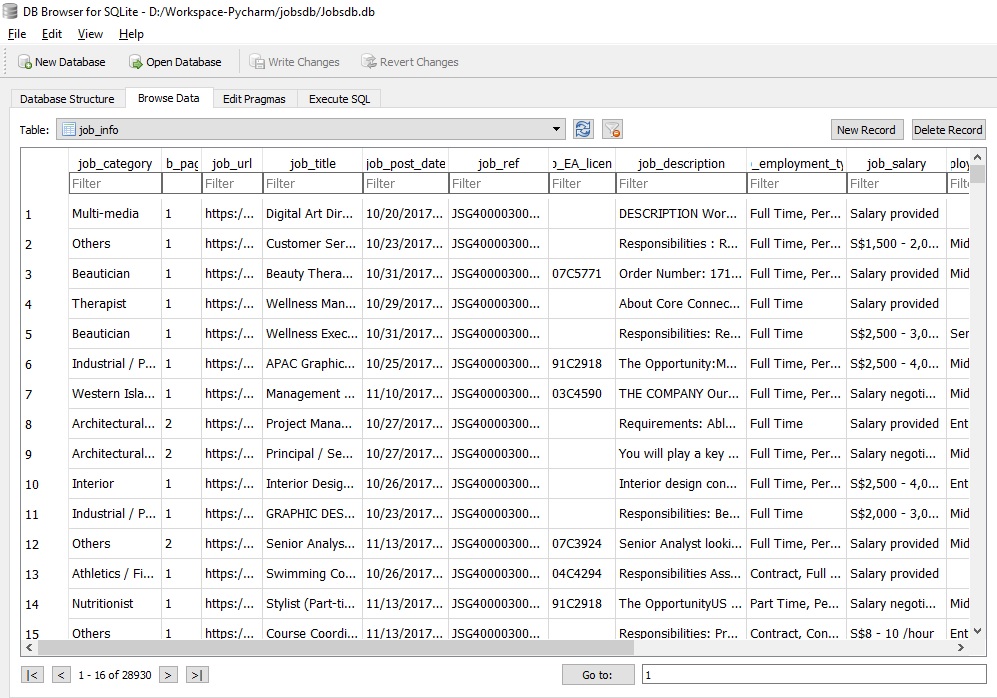 DB Browser for SQLite - D:/Workspace-Pycharm/jobsdb/Jobsdb.db
File Edit View Help
New Database Open Database Write Changes Revert Changes
Database Structure Browse Data Edit Pragmas Execute SQL
Table: job_info New Record Delete Record
job_category b_pag job_url job_title job_post_date job_ref o_EA_licen job_description _employment_ty job_salary ploy
Filter Filter Filter Filter Filter Filter Filter Filter Filter Filt
1 Multi-media 1 https:/... Digital Art Dir... 10/20/2017... JSG40000300... DESCRIPTION Wor... Full Time, Per... Salary provided
2 Others 1 https:/... Customer Ser... 10/23/2017... JSG40000300... Responsibilities : R... Full Time, Per... S$1,500 - 2,0... Mid
3 Beautician 1 https:/... Beauty Thera... 10/31/2017... JSG40000300... 07C5771 Order Number: 171... Full Time, Per... Salary provided Mid
4 Therapist 1 https:/... Wellness Man... 10/29/2017... JSG40000300... About Core Connec... Full Time Salary provided
5 Beautician 1 https:/... Wellness Exec... 10/31/2017... JSG40000300... Responsibilities: Re... Full Time S$2,500 - 3,0... Ser
6 Industrial / P... 1 https:/... APAC Graphic... 10/25/2017... JSG40000300... 91C2918 The Opportunity:M... Full Time, Per... S$2,500 - 4,0... Mid
7 Western Isla... 1 https:/... Management ... 11/10/2017... JSG40000300... 03C4590 THE COMPANY Our... Full Time, Per... Salary negoti... Mid
8 Architectural... 2 https:/... Project Mana... 10/27/2017... JSG40000300... Requirements: Abl... Full Time Salary provided Ent
9 Architectural... 2 https:/... Principal / Se... 10/27/2017... JSG40000300... You will play a key ... Full Time, Per... Salary negoti...
10 Interior 1 https:/... Interior Desig... 10/26/2017... JSG40000300... Interior design con... Full Time, Per... S$2,500 - 4,0... Ent
11 Industrial / P... 1 https:/... GRAPHIC DES... 10/23/2017... JSG40000300... Responsibilities: Be... Full Time S$2,000 - 3,0... Mid
12 Others 2 https:/... Senior Analys... 11/13/2017... JSG40000300... 07C3924 Senior Analyst looki... Full Time, Per... Salary provided Mid
13 Athletics / Fi... 1 https:/... Swimming Co... 10/26/2017... JSG40000300... 04C4294 Responsibilities Ass... Contract, Full ... Salary provided
14 Nutritionist 1 https:/... Stylist (Part-ti... 11/13/2017... JSG40000300... 91C2918 The OpportunityUS ... Part Time, Pe... Salary negoti... Mid
15 Others 1 https:/... Course Coordi... 11/13/2017... JSG40000300... Responsibilities: Pr... Contract, Con... S$8 - 10 /hour Ent
|< < 1 - 16 of 28930 > >| Go to: 1